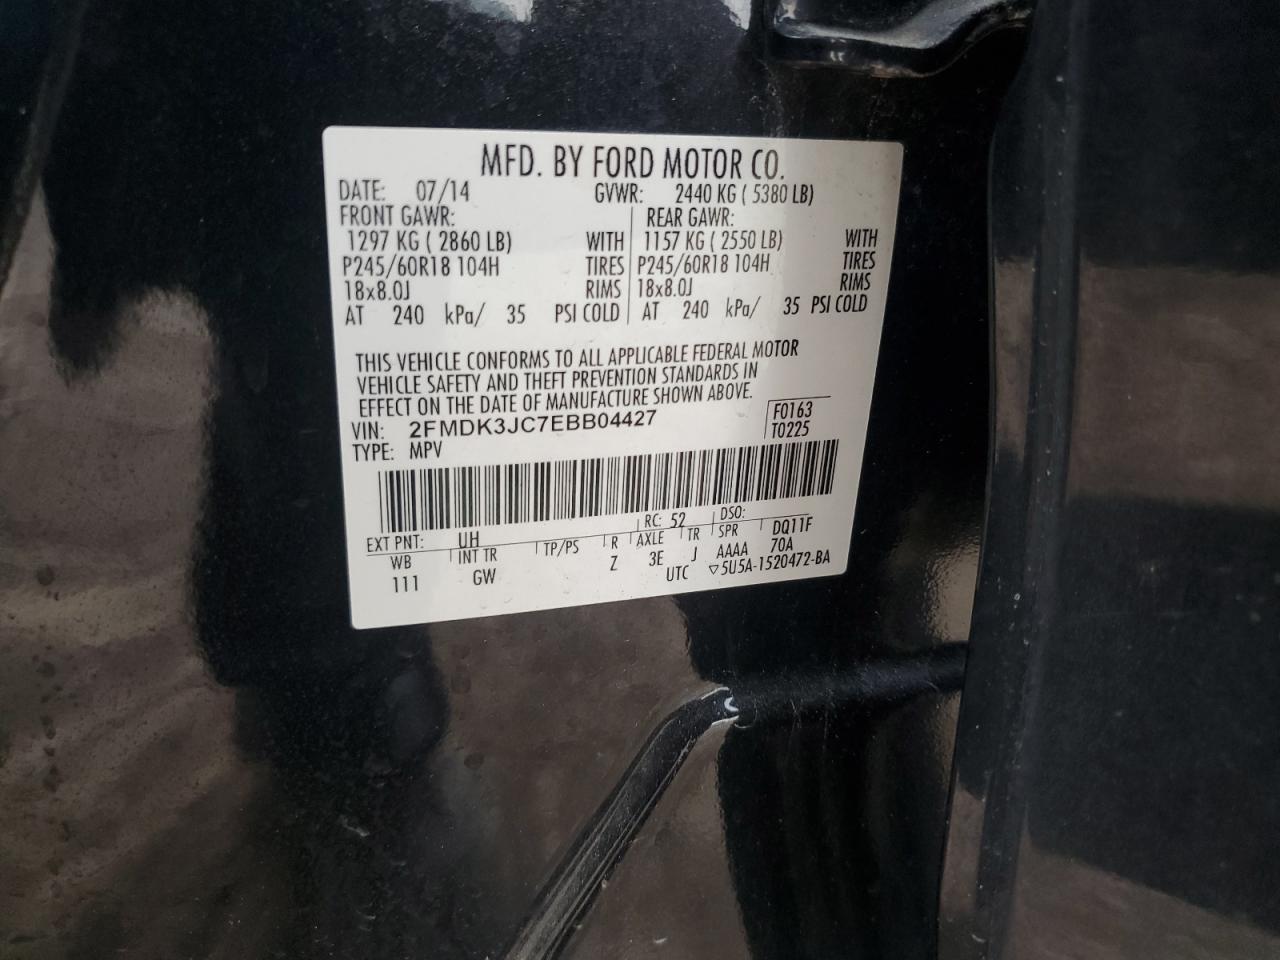 MFD. BY FORD MOTOR CO.
DATE: 07/14 GVWR: 2440 KG ( 5380 LB)
FRONT GAWR: REAR GAWR:
1297 KG ( 2860 LB) WITH 1157 KG ( 2550 LB) WITH
P245/60R18 104H TIRES P245/60R18 104H TIRES
18x8.0J RIMS 18x8.0J RIMS
AT 240 kPa/ 35 PSI COLD AT 240 kPa/ 35 PSI COLD
THIS VEHICLE CONFORMS TO ALL APPLICABLE FEDERAL MOTOR
VEHICLE SAFETY AND THEFT PREVENTION STANDARDS IN
EFFECT ON THE DATE OF MANUFACTURE SHOWN ABOVE.
VIN: 2FMDK3JC7EBB04427 F0163
TYPE: MPV T0225
EXT PNT: UH RC: 52 DSO:
WB INT TR TP/PS R AXLE TR SPR DQ11F
111 GW Z 3E J AAAA 70A
UTC ▽5U5A-1520472-BA